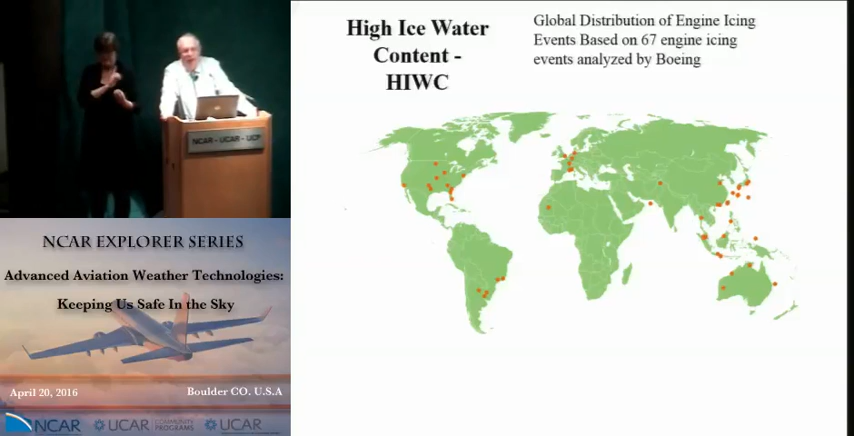 High Ice Water
Content -
HIWC
Global Distribution of Engine Icing
Events Based on 67 engine icing
events analyzed by Boeing
NCAR - UCAR - UCP
NCAR EXPLORER SERIES
Advanced Aviation Weather Technologies:
Keeping Us Safe In the Sky
April 20, 2016
Boulder CO. U.S.A
NCAR
UCAR
COMMUNITY
PROGRAMS
UCAR